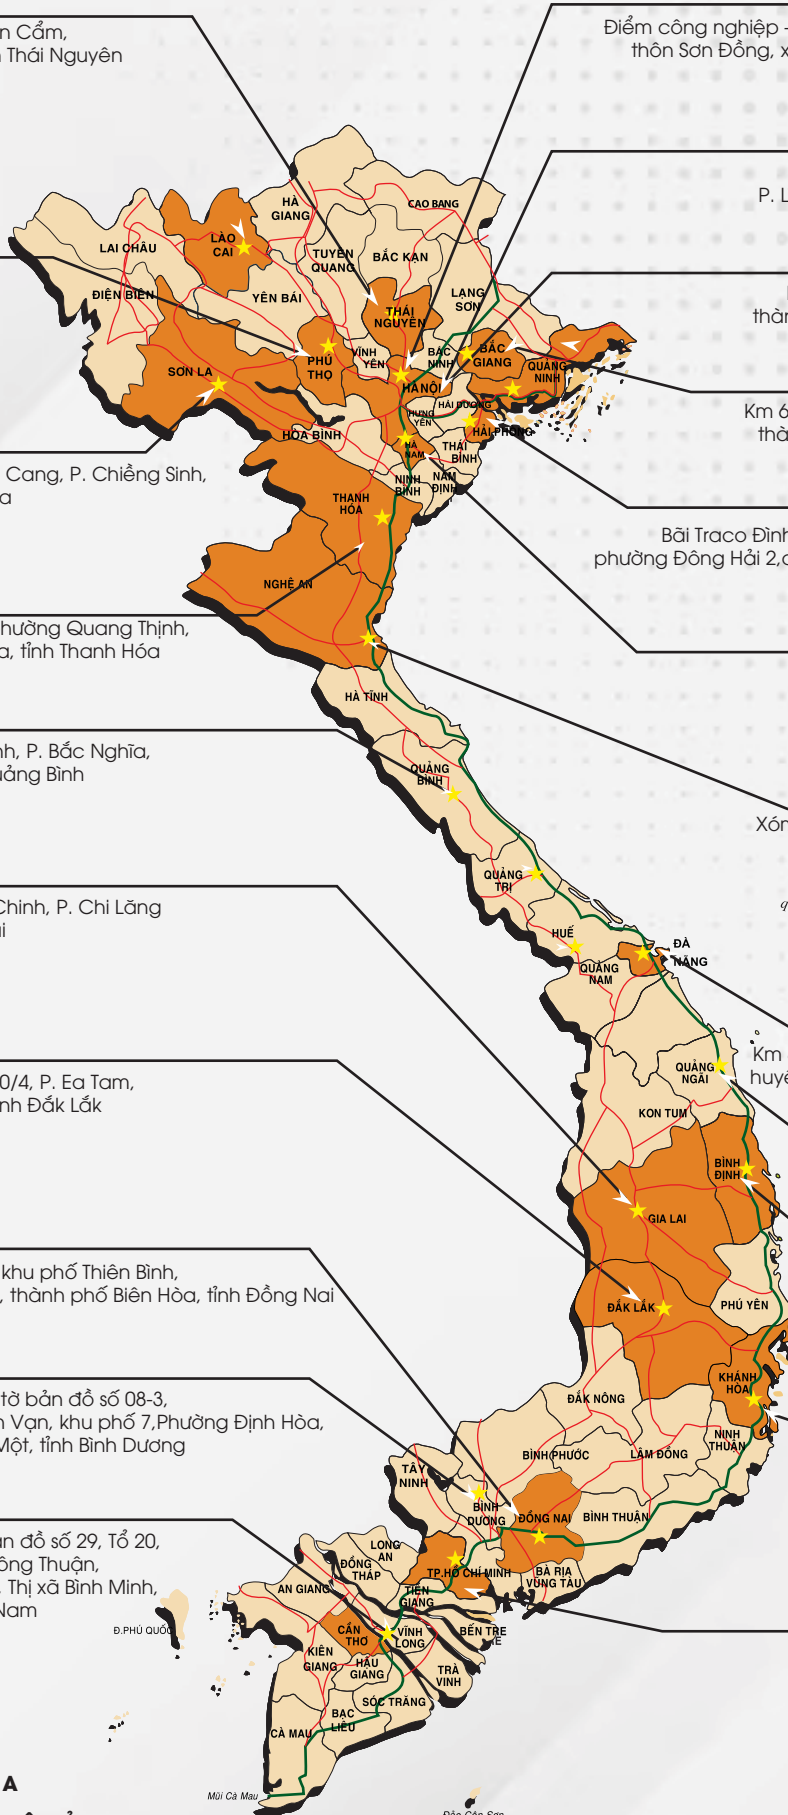 n Cẩm,
Thái Nguyên
Điểm công nghiệp -
thôn Sơn Đồng, x
P. L
thàn
Km 6
thà
Cang, P. Chiềng Sinh,
a
Bãi Traco Đình
phường Đông Hải 2,
hường Quang Thịnh,
a, tỉnh Thanh Hóa
nh, P. Bắc Nghĩa,
uảng Bình
Xón
Chinh, P. Chi Lăng
ai
Km
huyệ
0/4, P. Ea Tam,
nh Đắk Lắk
khu phố Thiên Bình,
, thành phố Biên Hòa, tỉnh Đồng Nai
tờ bản đồ số 08-3,
n Vạn, khu phố 7,Phường Định Hòa,
Một, tỉnh Bình Dương
ản đồ số 29, Tổ 20,
ông Thuận,
, Thị xã Bình Minh,
Nam
HÀ
GIANG
CAO BANG
LÀO
CAI
LAI CHÂU
TUYÊN
QUANG
BẮC KẠN
ĐIỆN BIÊN
YÊN BÁI
LẠNG
SƠN
THÁI
NGUYÊN
PHÚ
THỌ
VĨNH
YÊN
BẮC
NINH
BẮC
GIANG
QUẢNG
NINH
SƠN LA
HÀ NỘI
HƯNG
YÊN
HẢI DƯƠNG
HẢI PHÒNG
HÒA BÌNH
HÀ
NAM
THÁI
BÌNH
NINH
BÌNH
NAM
ĐỊNH
THANH
HÓA
NGHỆ AN
HÀ TĨNH
QUẢNG
BÌNH
QUẢNG
TRỊ
HUẾ
ĐÀ
NẴNG
QUẢNG
NAM
QUẢNG
NGÃI
KON TUM
BÌNH
ĐỊNH
GIA LAI
ĐẮK LẮK
PHÚ YÊN
KHÁNH
HÒA
ĐẮK NÔNG
NINH
THUẬN
BÌNH PHƯỚC
LÂM ĐỒNG
TÂY
NINH
BÌNH
DƯƠNG
ĐỒNG NAI
BÌNH THUẬN
LONG
AN
ĐỒNG
THÁP
TP.HỒ CHÍ MINH
BÀ RỊA
VŨNG TÀU
AN GIANG
TIỀN
GIANG
Đ.PHÚ QUỐC
CẦN
THƠ
VĨNH
LONG
BẾN TRE
KIÊN
GIANG
HẬU
GIANG
TRÀ
VINH
SÓC TRĂNG
BẠC
LIÊU
CÀ MAU
A
Mũi Cà Mau
Đảo Côn Sơn